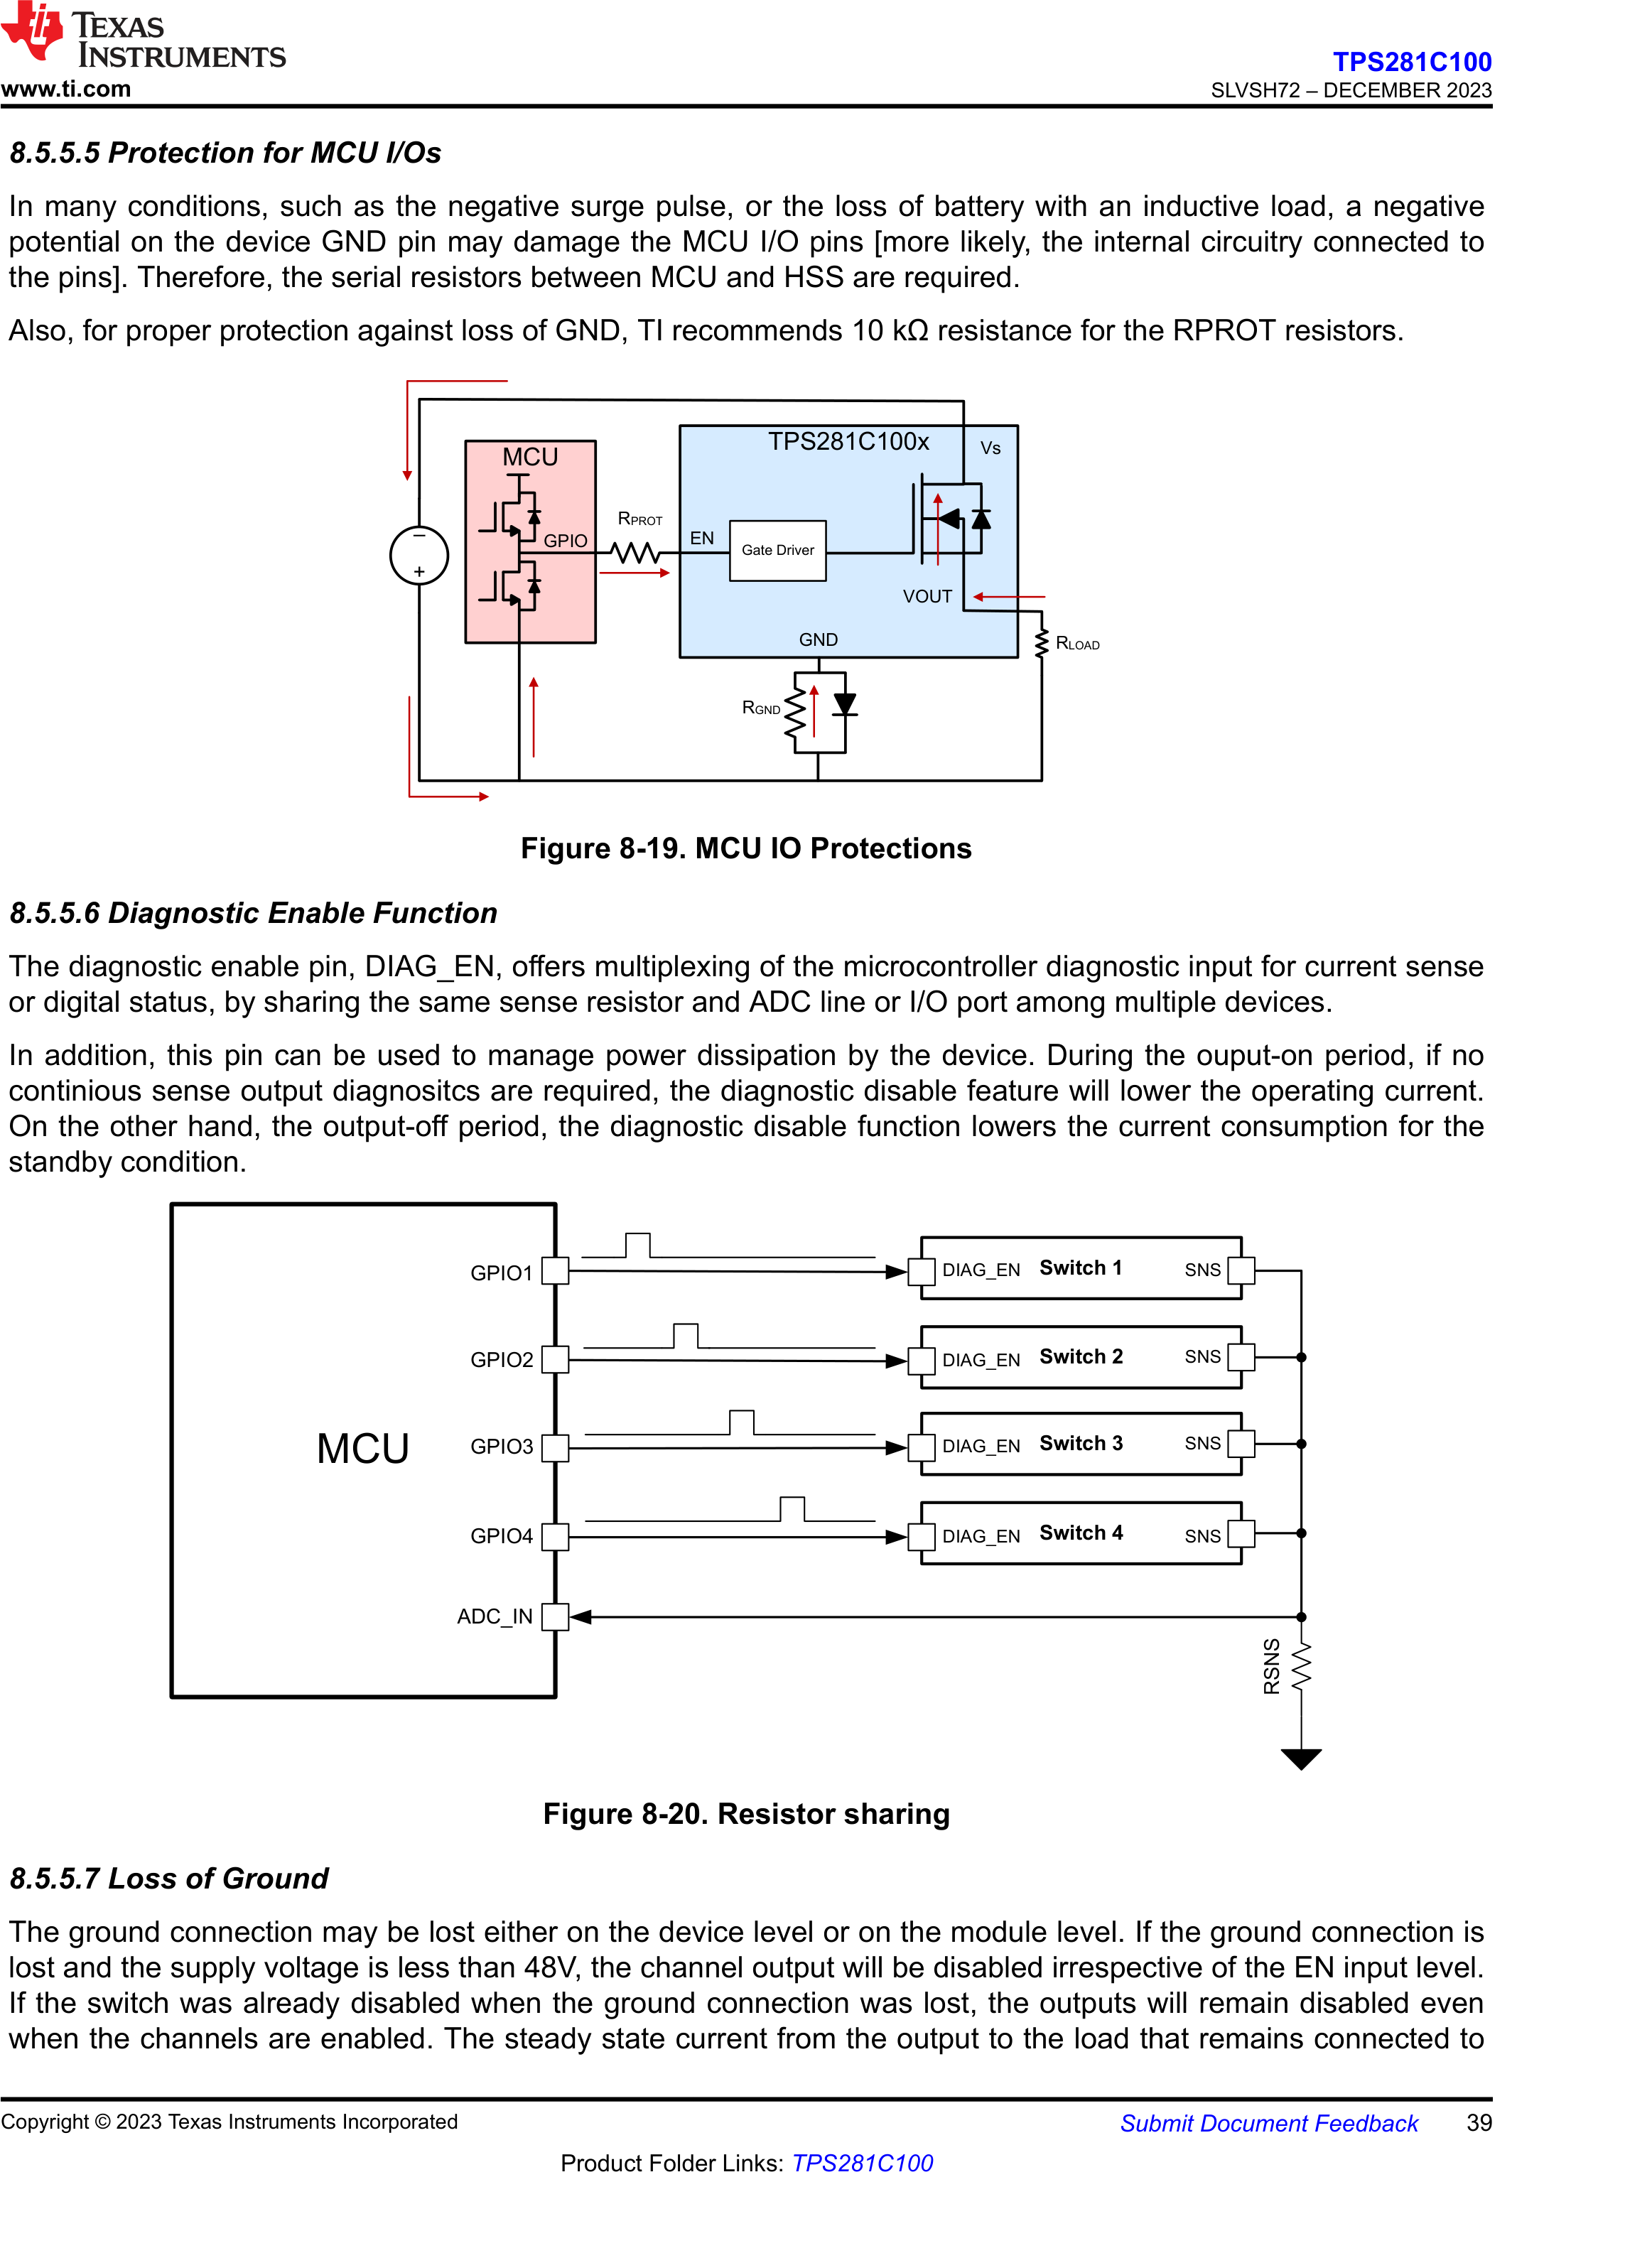 TEXAS
INSTRUMENTS
www.ti.com
TPS281C100
SLVSH72 – DECEMBER 2023
8.5.5.5 Protection for MCU I/Os
In many conditions, such as the negative surge pulse, or the loss of battery with an inductive load, a negative
potential on the device GND pin may damage the MCU I/O pins [more likely, the internal circuitry connected to
the pins]. Therefore, the serial resistors between MCU and HSS are required.
Also, for proper protection against loss of GND, TI recommends 10 kΩ resistance for the RPROT resistors.
TPS281C100x
Vs
MCU
RPROT
GPIO
EN
Gate Driver
VOUT
GND
RLOAD
RGND
Figure 8-19. MCU IO Protections
8.5.5.6 Diagnostic Enable Function
The diagnostic enable pin, DIAG_EN, offers multiplexing of the microcontroller diagnostic input for current sense
or digital status, by sharing the same sense resistor and ADC line or I/O port among multiple devices.
In addition, this pin can be used to manage power dissipation by the device. During the ouput-on period, if no
continious sense output diagnositcs are required, the diagnostic disable feature will lower the operating current.
On the other hand, the output-off period, the diagnostic disable function lowers the current consumption for the
standby condition.
GPIO1
DIAG_EN Switch 1 SNS
GPIO2
DIAG_EN Switch 2 SNS
MCU
GPIO3
DIAG_EN Switch 3 SNS
GPIO4
DIAG_EN Switch 4 SNS
ADC_IN
RSNS
Figure 8-20. Resistor sharing
8.5.5.7 Loss of Ground
The ground connection may be lost either on the device level or on the module level. If the ground connection is
lost and the supply voltage is less than 48V, the channel output will be disabled irrespective of the EN input level.
If the switch was already disabled when the ground connection was lost, the outputs will remain disabled even
when the channels are enabled. The steady state current from the output to the load that remains connected to
Copyright © 2023 Texas Instruments Incorporated
Submit Document Feedback 39
Product Folder Links: TPS281C100